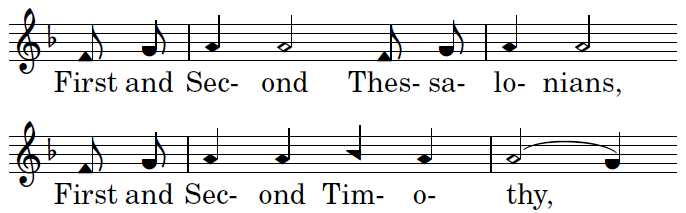 First and Sec- ond Thes- sa- lo- nians,
First and Sec- ond Tim- o- thy,